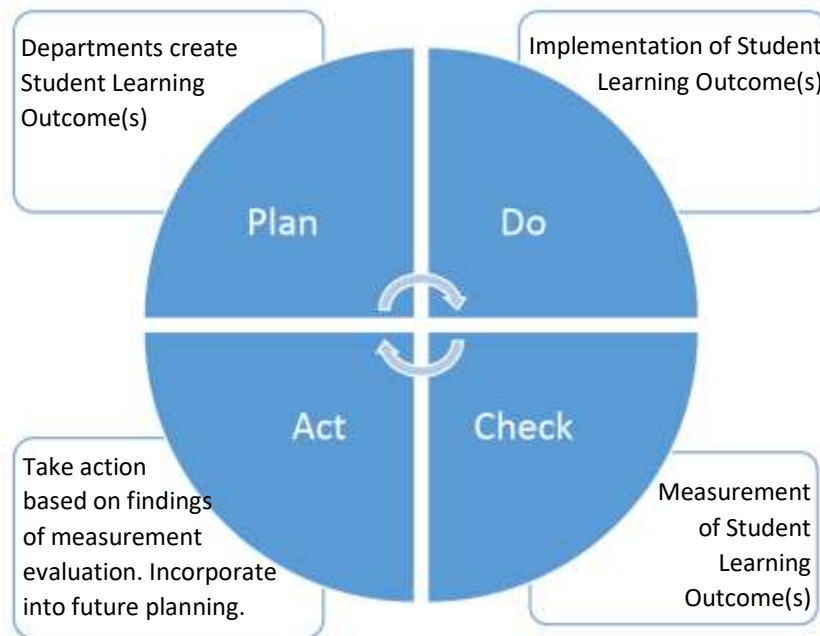 Departments create
Student Learning
Outcome(s)
Implementation of Student
Learning Outcome(s)
Plan
Do
Act
Check
Take action
based on findings
of measurement
evaluation. Incorporate
into future planning.
Measurement
of Student
Learning
Outcome(s)